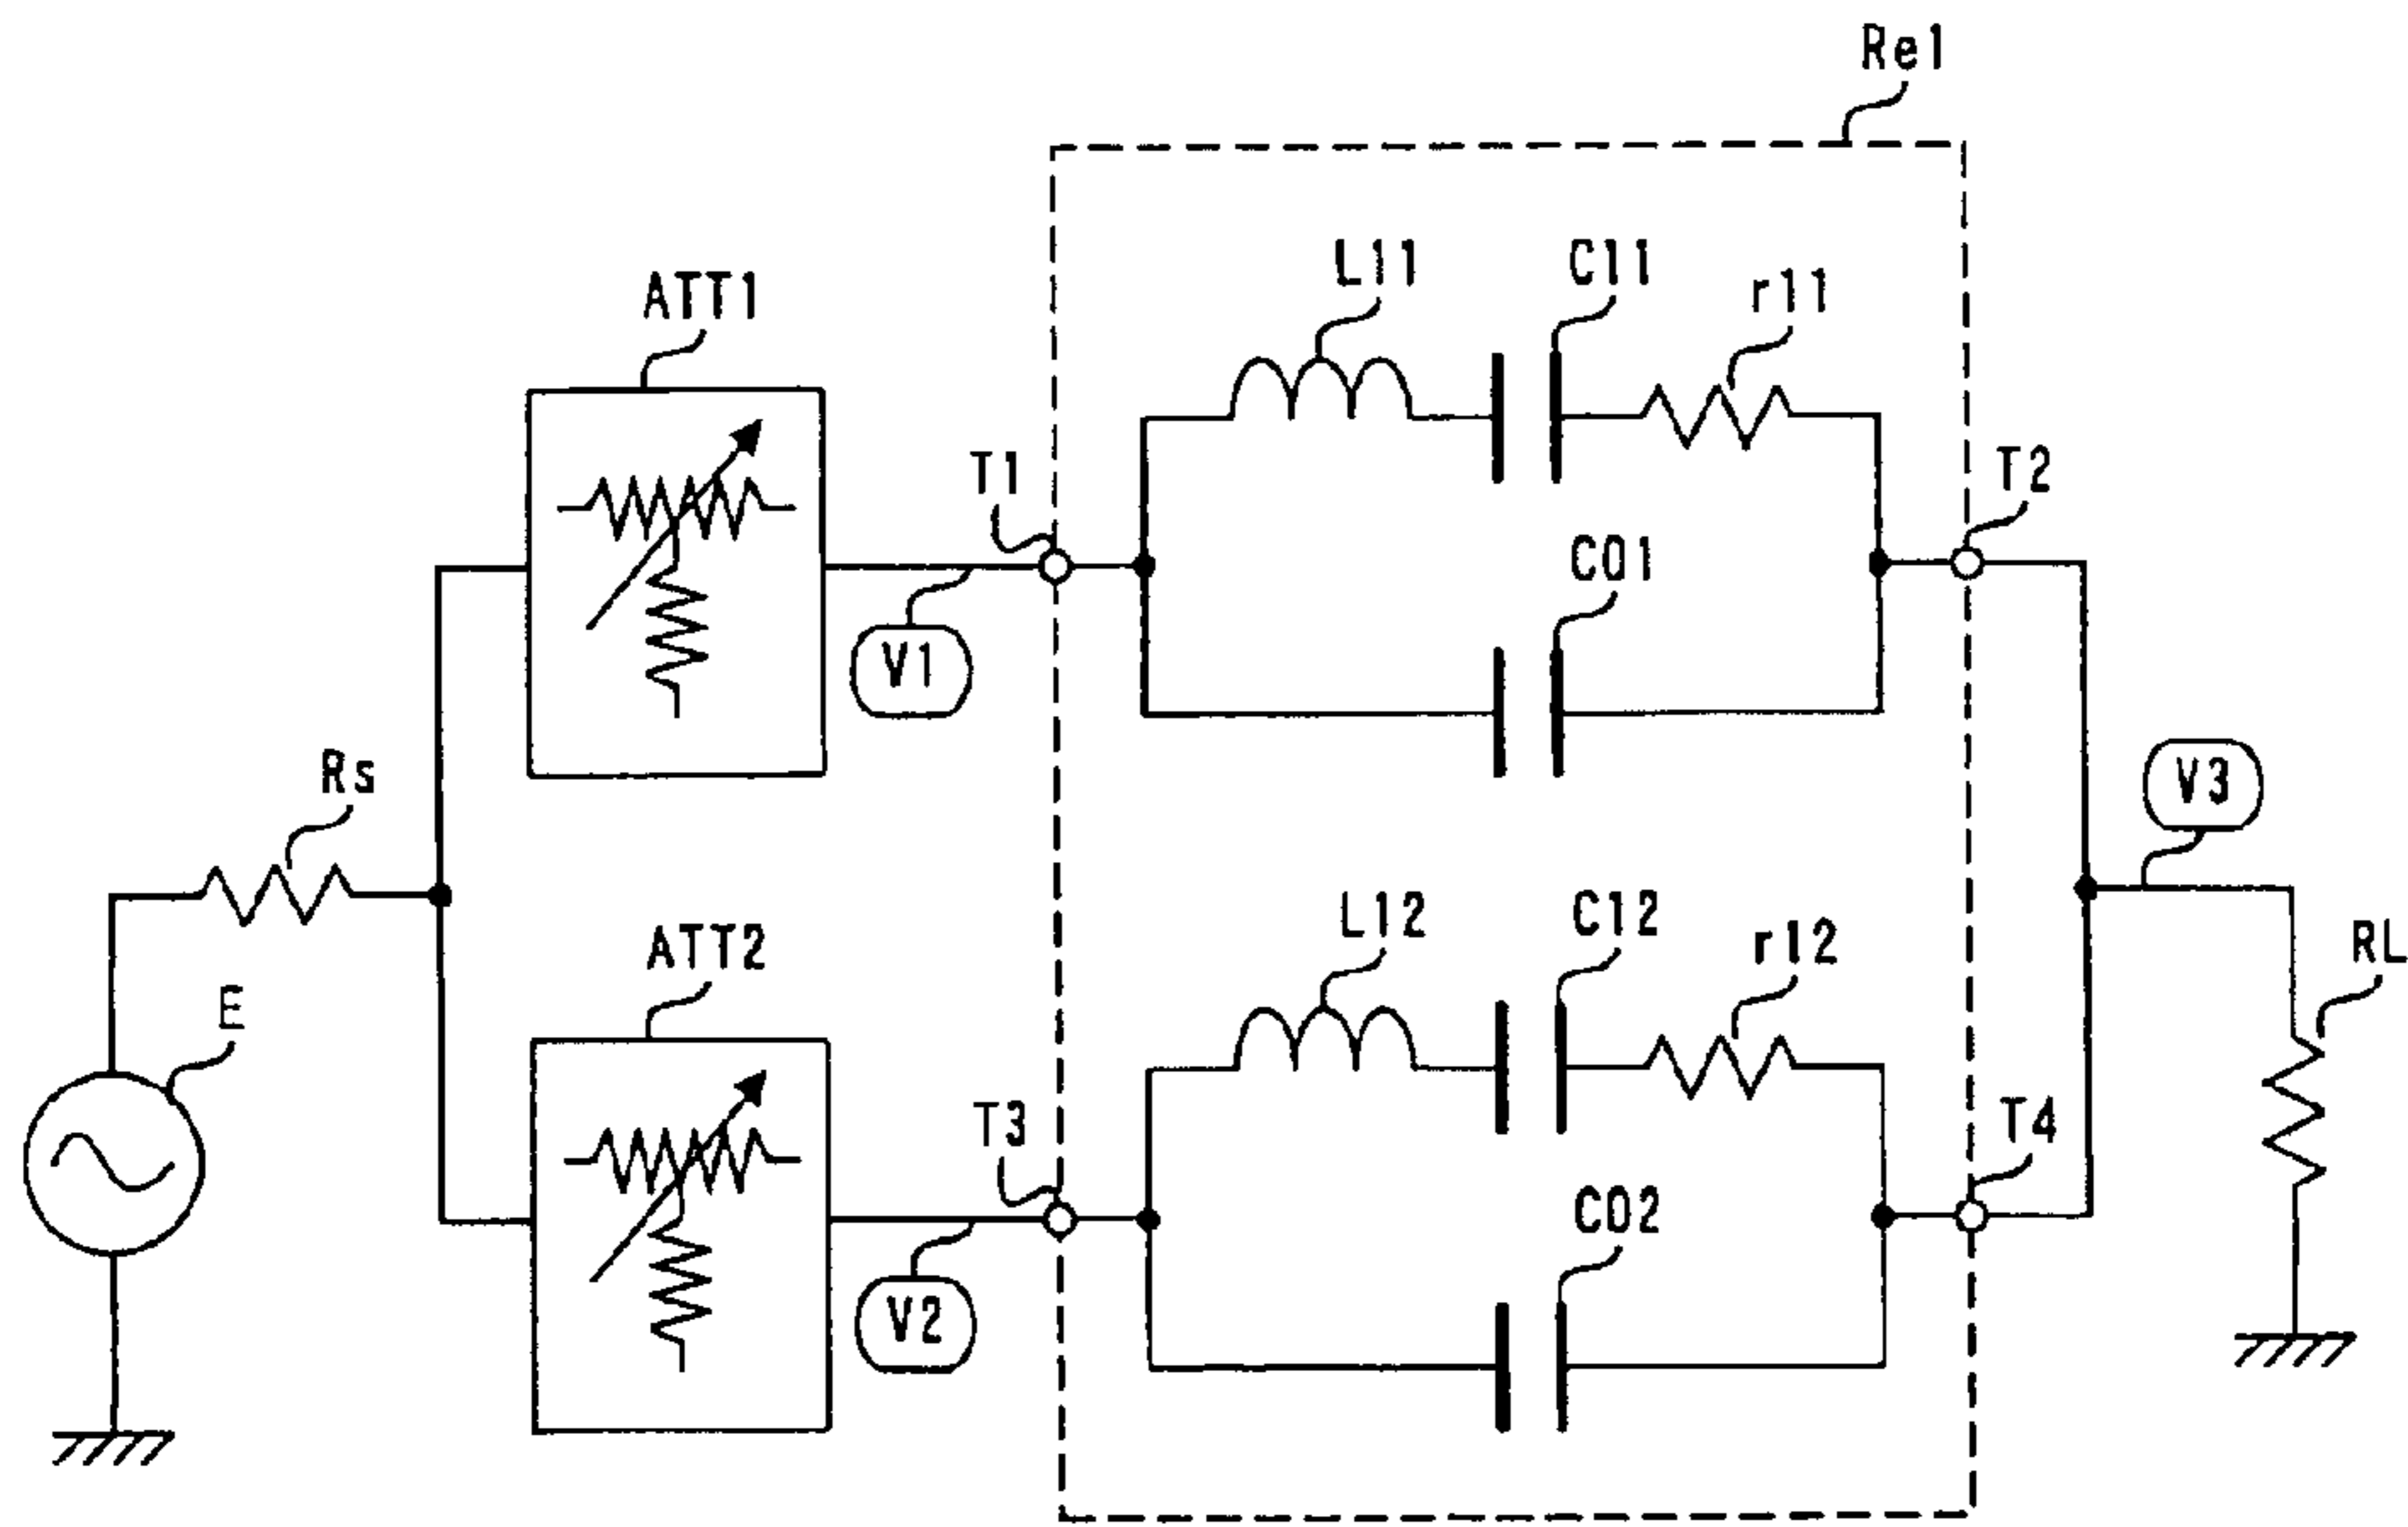 Re1
L11
C11
r11
ATT1
T1
T2
C01
V1
Rs
V3
L12
C12
r12
RL
ATT2
E
T3
T4
C02
V2